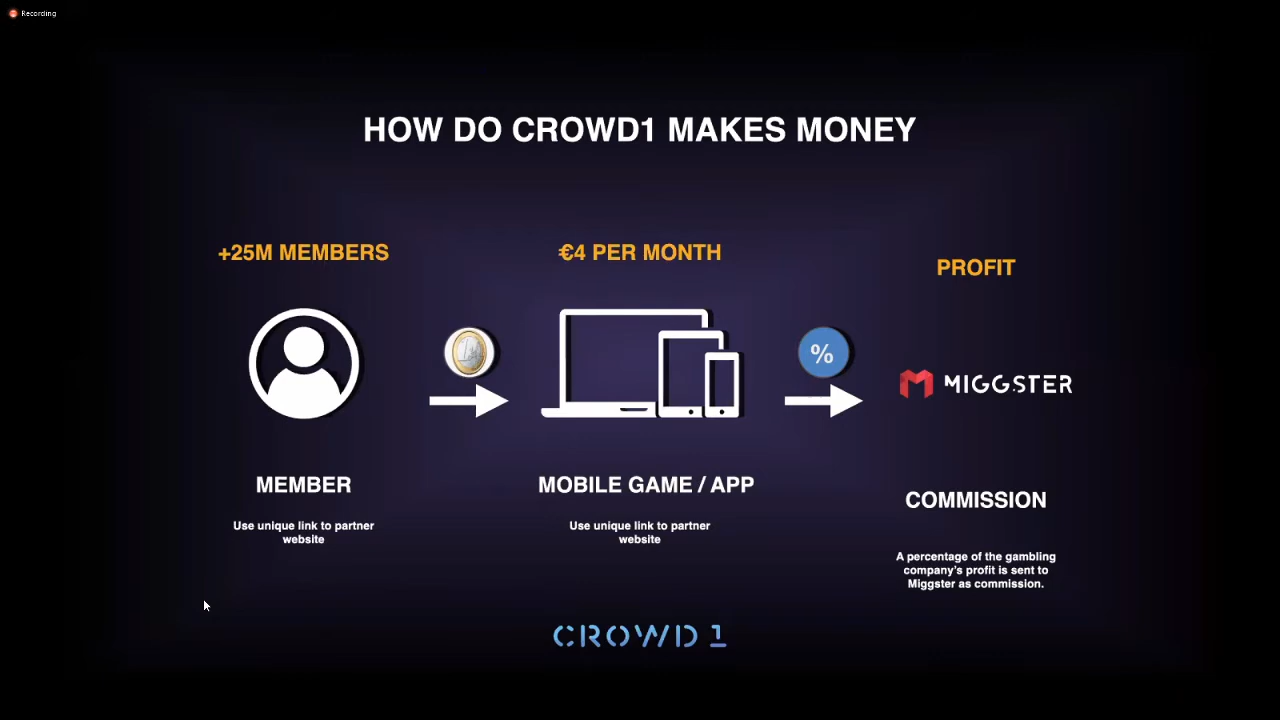 Recording
HOW DO CROWD1 MAKES MONEY
+25M MEMBERS
€4 PER MONTH
PROFIT
%
MIGGSTER
MEMBER
MOBILE GAME / APP
COMMISSION
Use unique link to partner
website
Use unique link to partner
website
A percentage of the gambling
company's profit is sent to
Miggster as commission.
CROWD 1